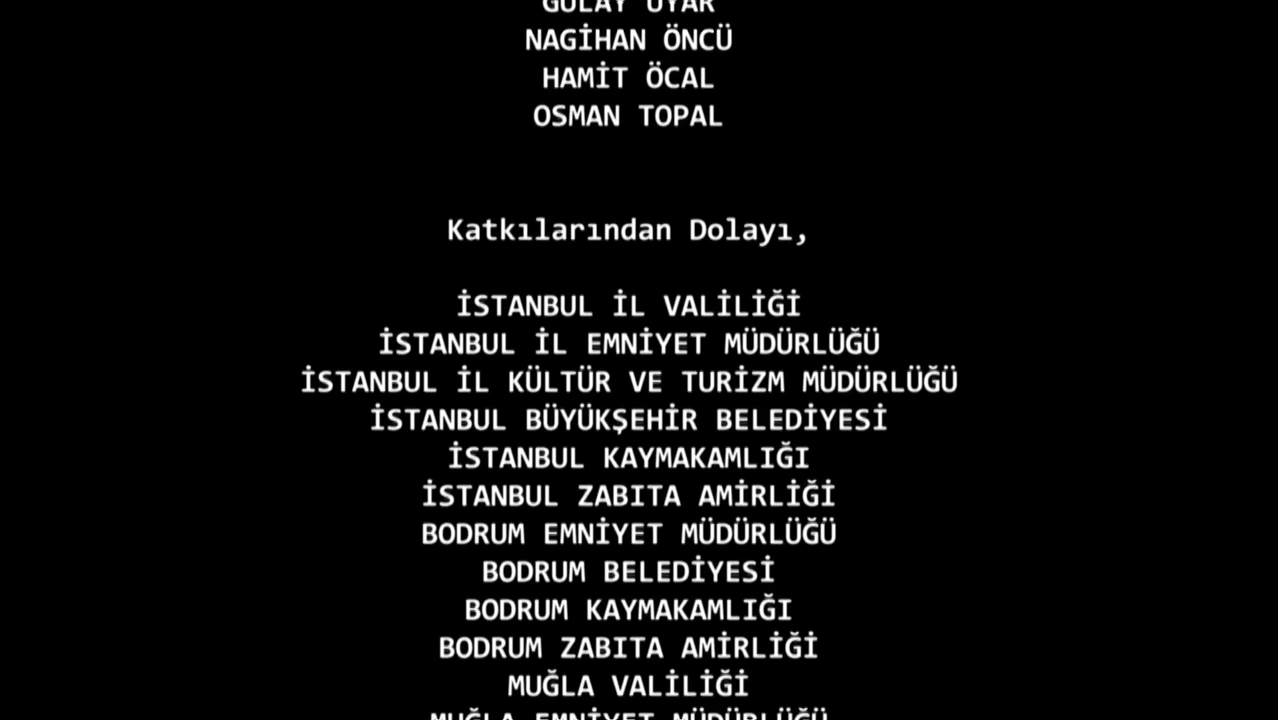 GÜLAY UYAR
NAGİHAN ÖNCÜ
HAMİT ÖCAL
OSMAN TOPAL
Katkılarından Dolayı,
İSTANBUL İL VALİLİĞİ
İSTANBUL İL EMNİYET MÜDÜRLÜĞÜ
İSTANBUL İL KÜLTÜR VE TURİZM MÜDÜRLÜĞÜ
İSTANBUL BÜYÜKŞEHİR BELEDİYESİ
İSTANBUL KAYMAKAMLIĞI
İSTANBUL ZABITA AMİRLİĞİ
BODRUM EMNİYET MÜDÜRLÜĞÜ
BODRUM BELEDİYESİ
BODRUM KAYMAKAMLIĞI
BODRUM ZABITA AMİRLİĞİ
MUĞLA VALİLİĞİ
MUĞLA EMNİYET MÜDÜRLÜĞÜ